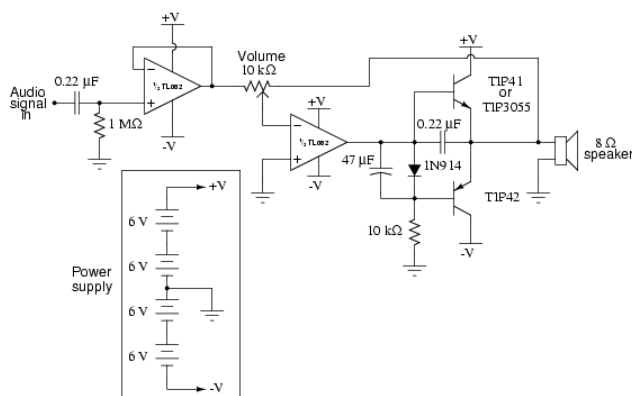 +V
Audio
signal
in
0.22 µF
½ TL082
1 MΩ
-V
Volume
10 kΩ
+V
½ TL082
-V
47 µF
0.22 µF
1N914
10 kΩ
+V
TIP41
or
TIP3055
TIP42
-V
8 Ω
speaker
Power
supply
+V
6 V
6 V
6 V
6 V
-V